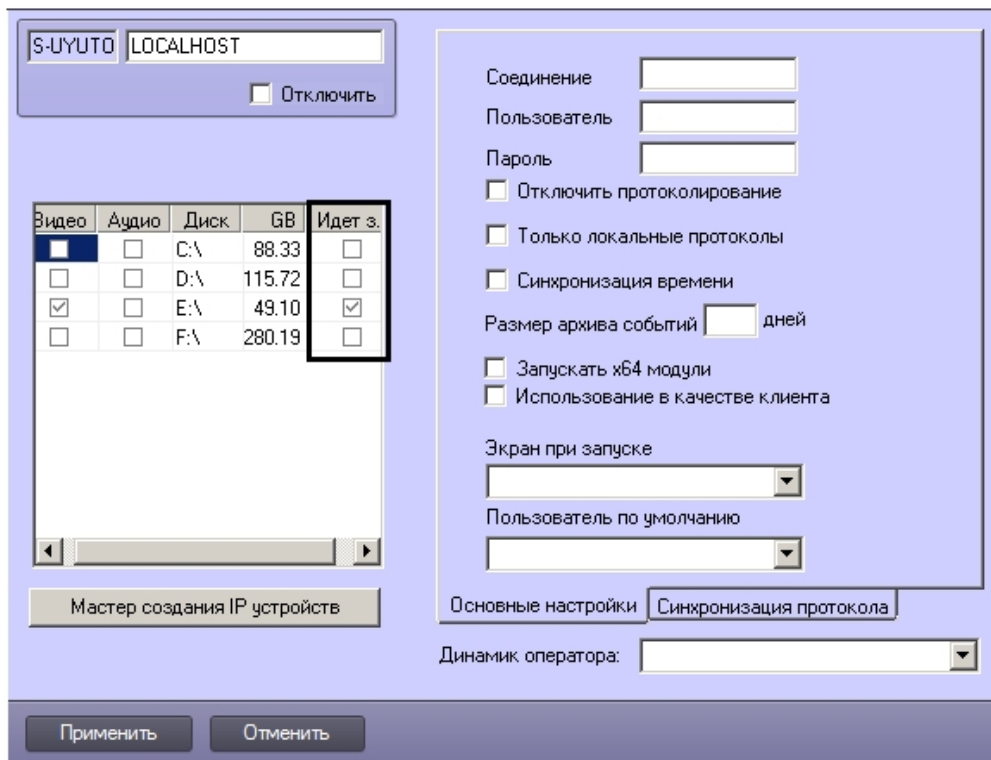 S-UYUTO LOCALHOST
Отключить
Видео Аудио Диск GB Идет з.
C:\ 88.33
D:\ 115.72
E:\ 49.10
F:\ 280.19
Мастер создания IP устройств
Соединение
Пользователь
Пароль
Отключить протоколирование
Только локальные протоколы
Синхронизация времени
Размер архива событий дней
Запускать x64 модули
Использование в качестве клиента
Экран при запуске
Пользователь по умолчанию
Основные настройки Синхронизация протокола
Динамик оператора:
Применить Отменить